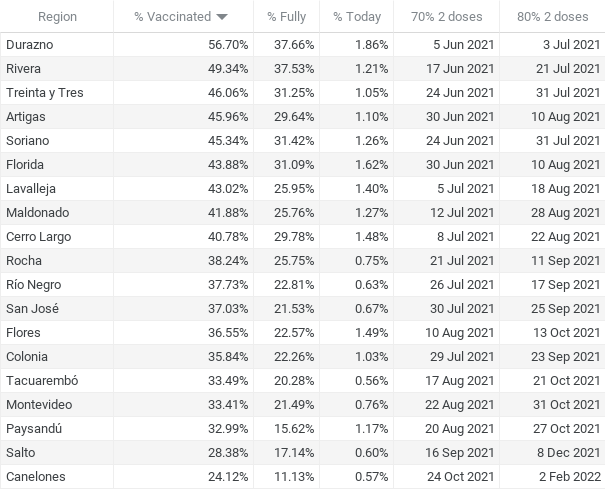 Region % Vaccinated % Fully % Today 70% 2 doses 80% 2 doses
Durazno 56.70% 37.66% 1.86% 5 Jun 2021 3 Jul 2021
Rivera 49.34% 37.53% 1.21% 17 Jun 2021 21 Jul 2021
Treinta y Tres 46.06% 31.25% 1.05% 24 Jun 2021 31 Jul 2021
Artigas 45.96% 29.64% 1.10% 30 Jun 2021 10 Aug 2021
Soriano 45.34% 31.42% 1.26% 24 Jun 2021 31 Jul 2021
Florida 43.88% 31.09% 1.62% 30 Jun 2021 10 Aug 2021
Lavalleja 43.02% 25.95% 1.40% 5 Jul 2021 18 Aug 2021
Maldonado 41.88% 25.76% 1.27% 12 Jul 2021 28 Aug 2021
Cerro Largo 40.78% 29.78% 1.48% 8 Jul 2021 22 Aug 2021
Rocha 38.24% 25.75% 0.75% 21 Jul 2021 11 Sep 2021
Río Negro 37.73% 22.81% 0.63% 26 Jul 2021 17 Sep 2021
San José 37.03% 21.53% 0.67% 30 Jul 2021 25 Sep 2021
Flores 36.55% 22.57% 1.49% 10 Aug 2021 13 Oct 2021
Colonia 35.84% 22.26% 1.03% 29 Jul 2021 23 Sep 2021
Tacuarembó 33.49% 20.28% 0.56% 17 Aug 2021 21 Oct 2021
Montevideo 33.41% 21.49% 0.76% 22 Aug 2021 31 Oct 2021
Paysandú 32.99% 15.62% 1.17% 20 Aug 2021 27 Oct 2021
Salto 28.38% 17.14% 0.60% 16 Sep 2021 8 Dec 2021
Canelones 24.12% 11.13% 0.57% 24 Oct 2021 2 Feb 2022